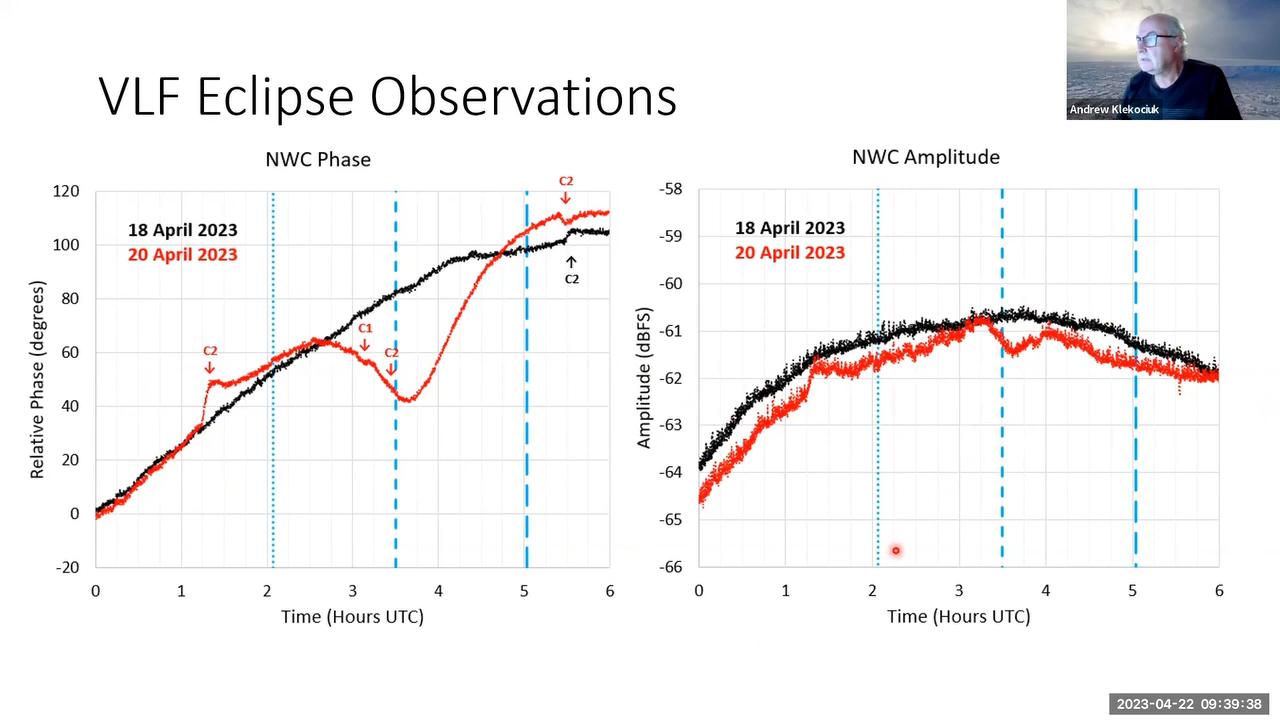 Andrew Klekociuk
VLF Eclipse Observations
NWC Phase
120
100
80
60
40
20
0
-20
Relative Phase (degrees)
18 April 2023
20 April 2023
C2
C1
C2
C2
C2
0 1 2 3 4 5 6
Time (Hours UTC)
NWC Amplitude
-58
-59
-60
-61
-62
-63
-64
-65
-66
Amplitude (dBFS)
18 April 2023
20 April 2023
0 1 2 3 4 5 6
Time (Hours UTC)
2023-04-22 09:39:38